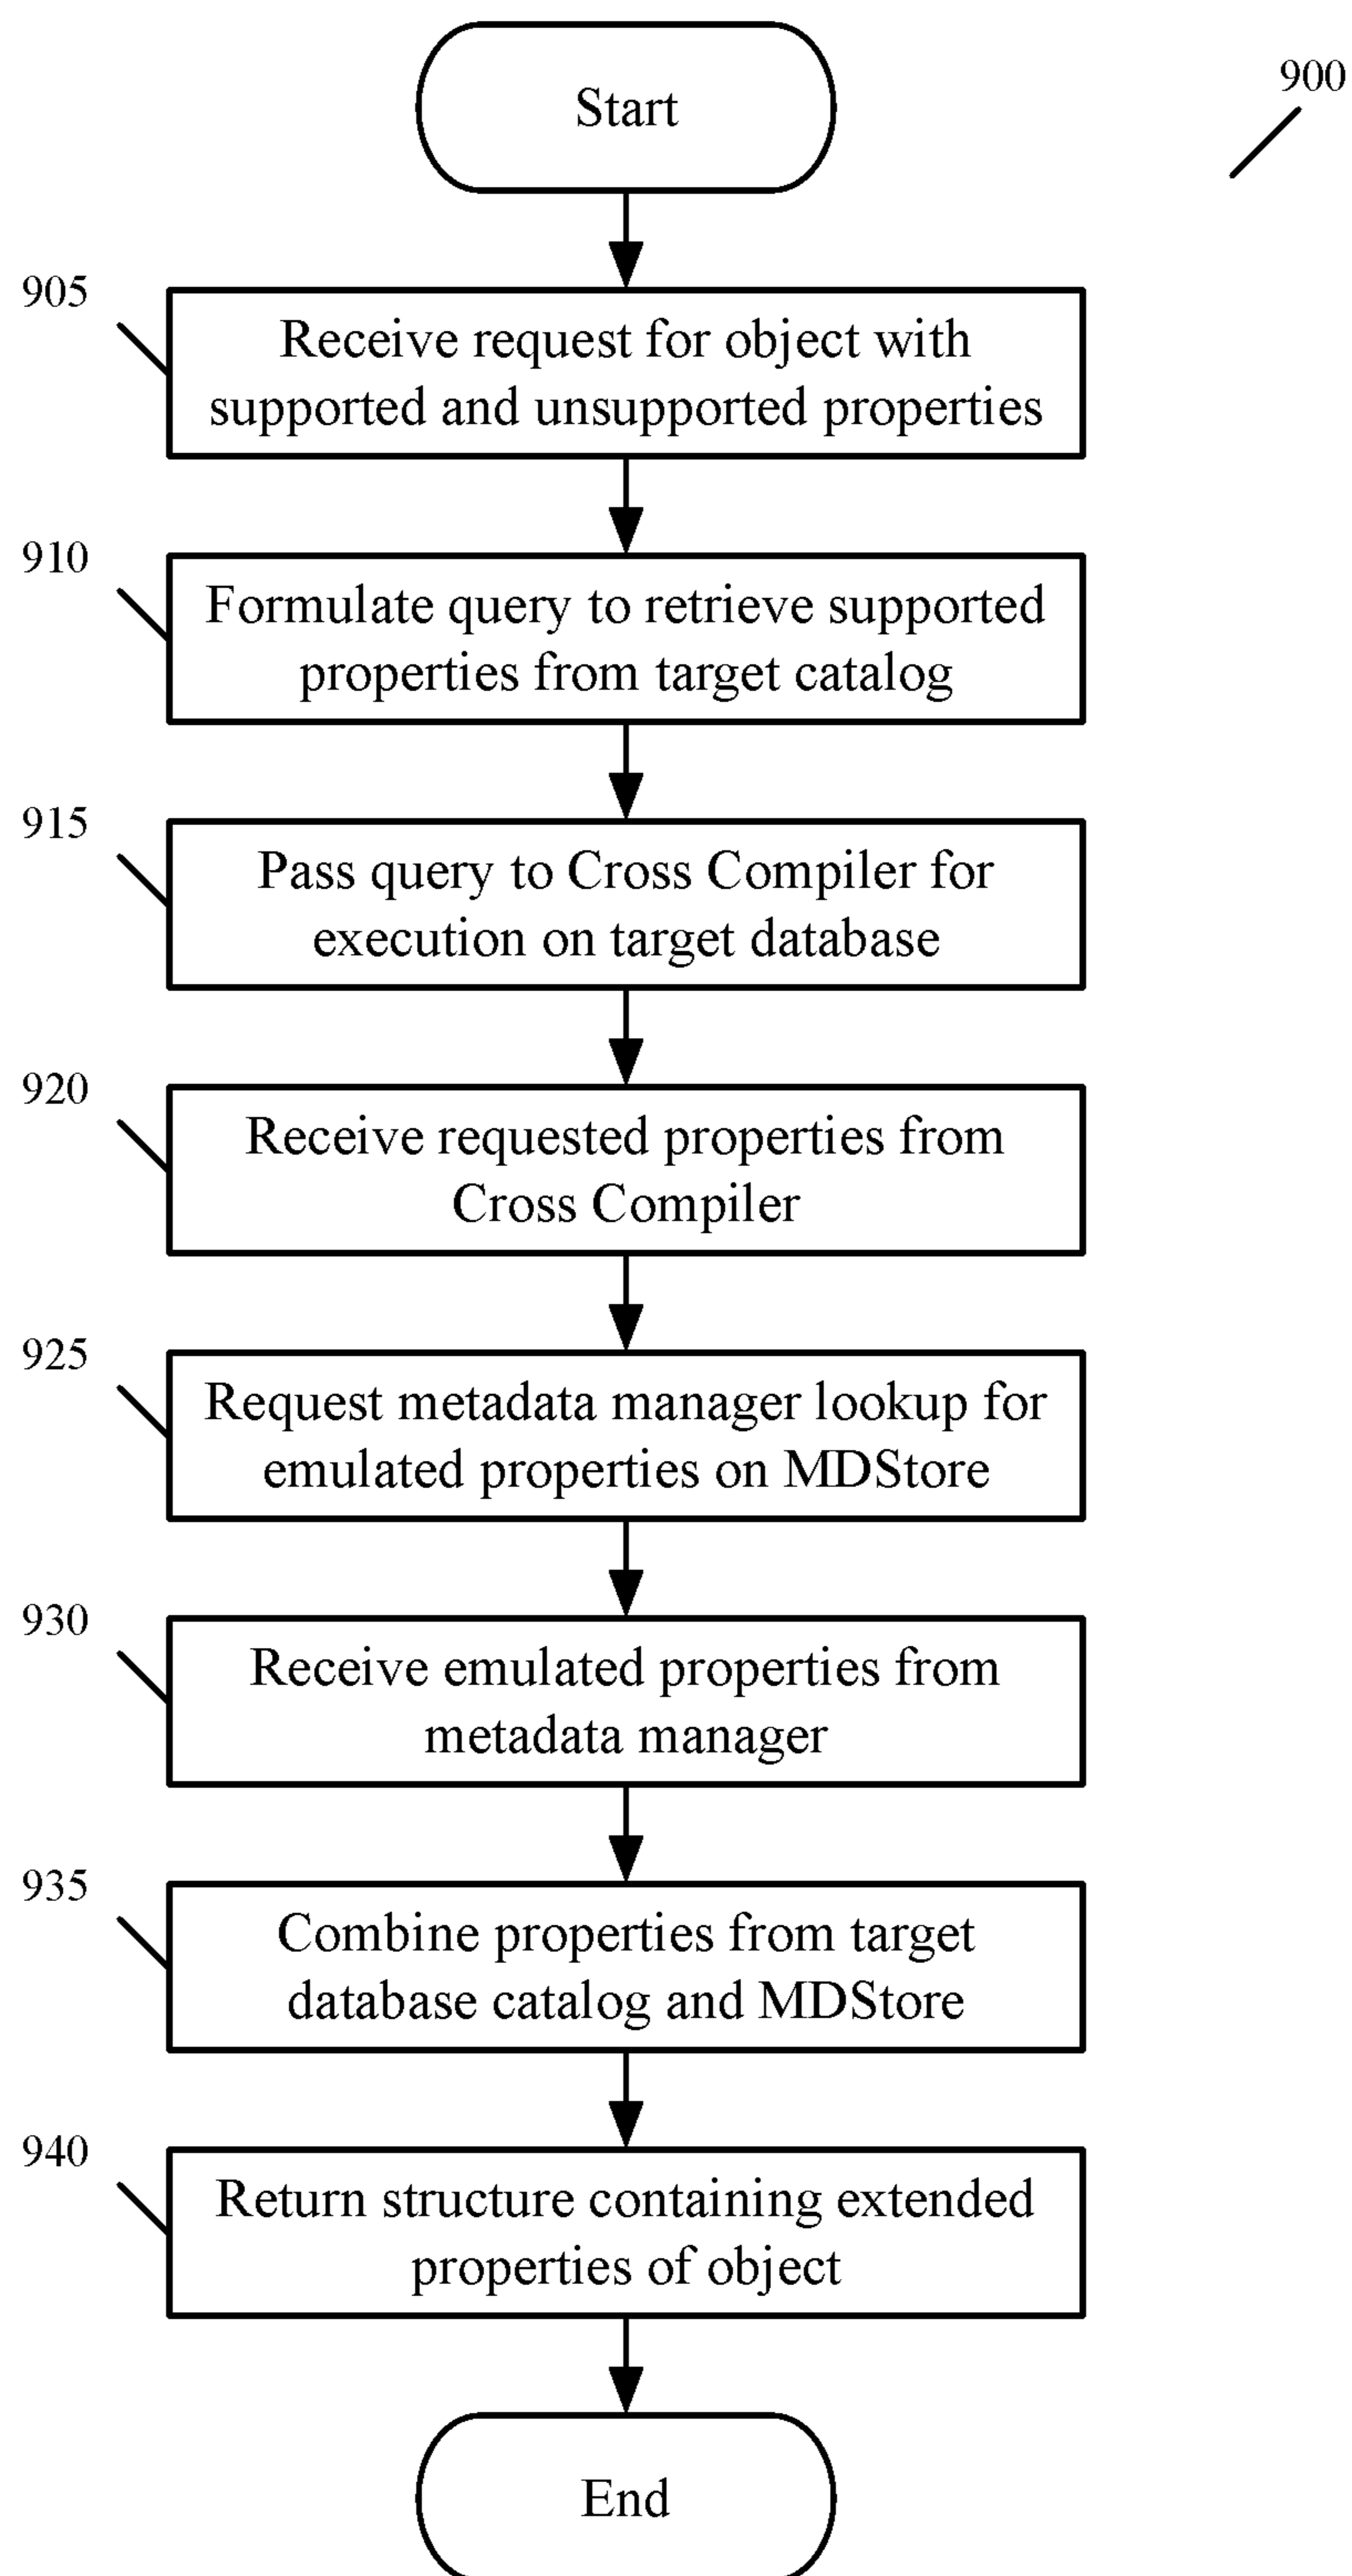 Start
900
905
Receive request for object with
supported and unsupported properties
910
Formulate query to retrieve supported
properties from target catalog
915
Pass query to Cross Compiler for
execution on target database
920
Receive requested properties from
Cross Compiler
925
Request metadata manager lookup for
emulated properties on MDStore
930
Receive emulated properties from
metadata manager
935
Combine properties from target
database catalog and MDStore
940
Return structure containing extended
properties of object
End